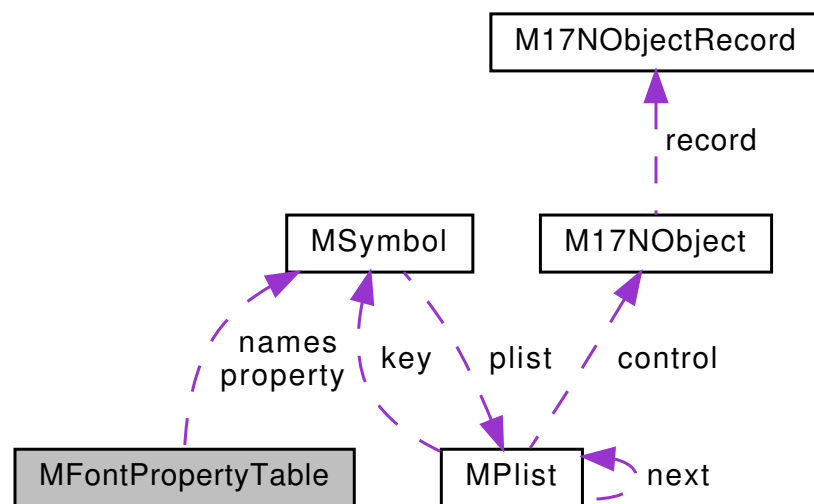 M17NObjectRecord
record
MSymbol
M17NObject
names
property
key
plist
control
MFontPropertyTable
MPlist
next